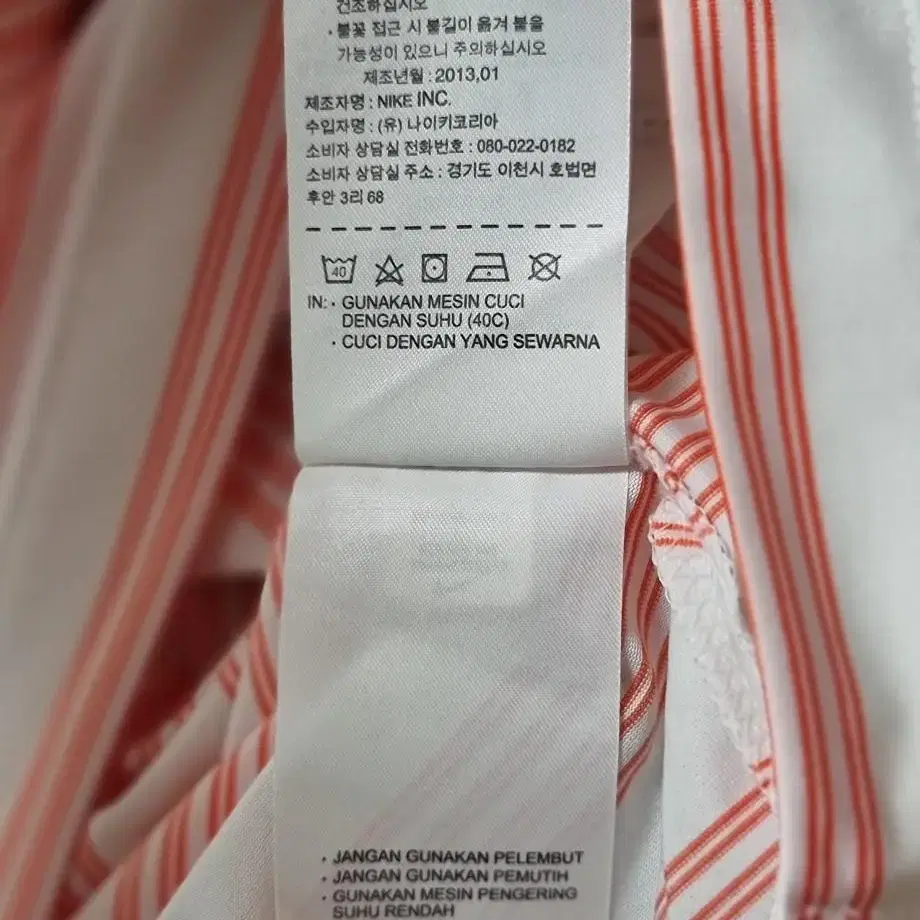 건조하십시오
· 불꽃 접근 시 불길이 옮겨 붙을
가능성이 있으니 주의하십시오
제조년월 : 2013,01
제조자명 : NIKE INC.
수입자명 : (유) 나이키코리아
소비자 상담실 전화번호 : 080-022-0182
소비자 상담실 주소 : 경기도 이천시 호법면
후안 3리 68
40
IN: · GUNAKAN MESIN CUCI
DENGAN SUHU (40C)
· CUCI DENGAN YANG SEWARNA
· JANGAN GUNAKAN PELEMBUT
· JANGAN GUNAKAN PEMUTIH
· GUNAKAN MESIN PENGERING
SUHU RENDAH